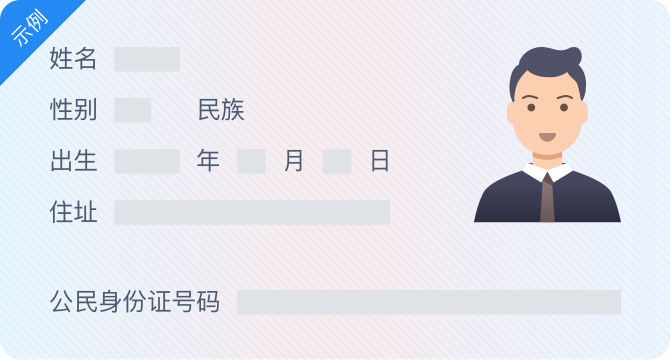 示例
姓名
性别 民族
出生 年 月 日
住址
公民身份证号码